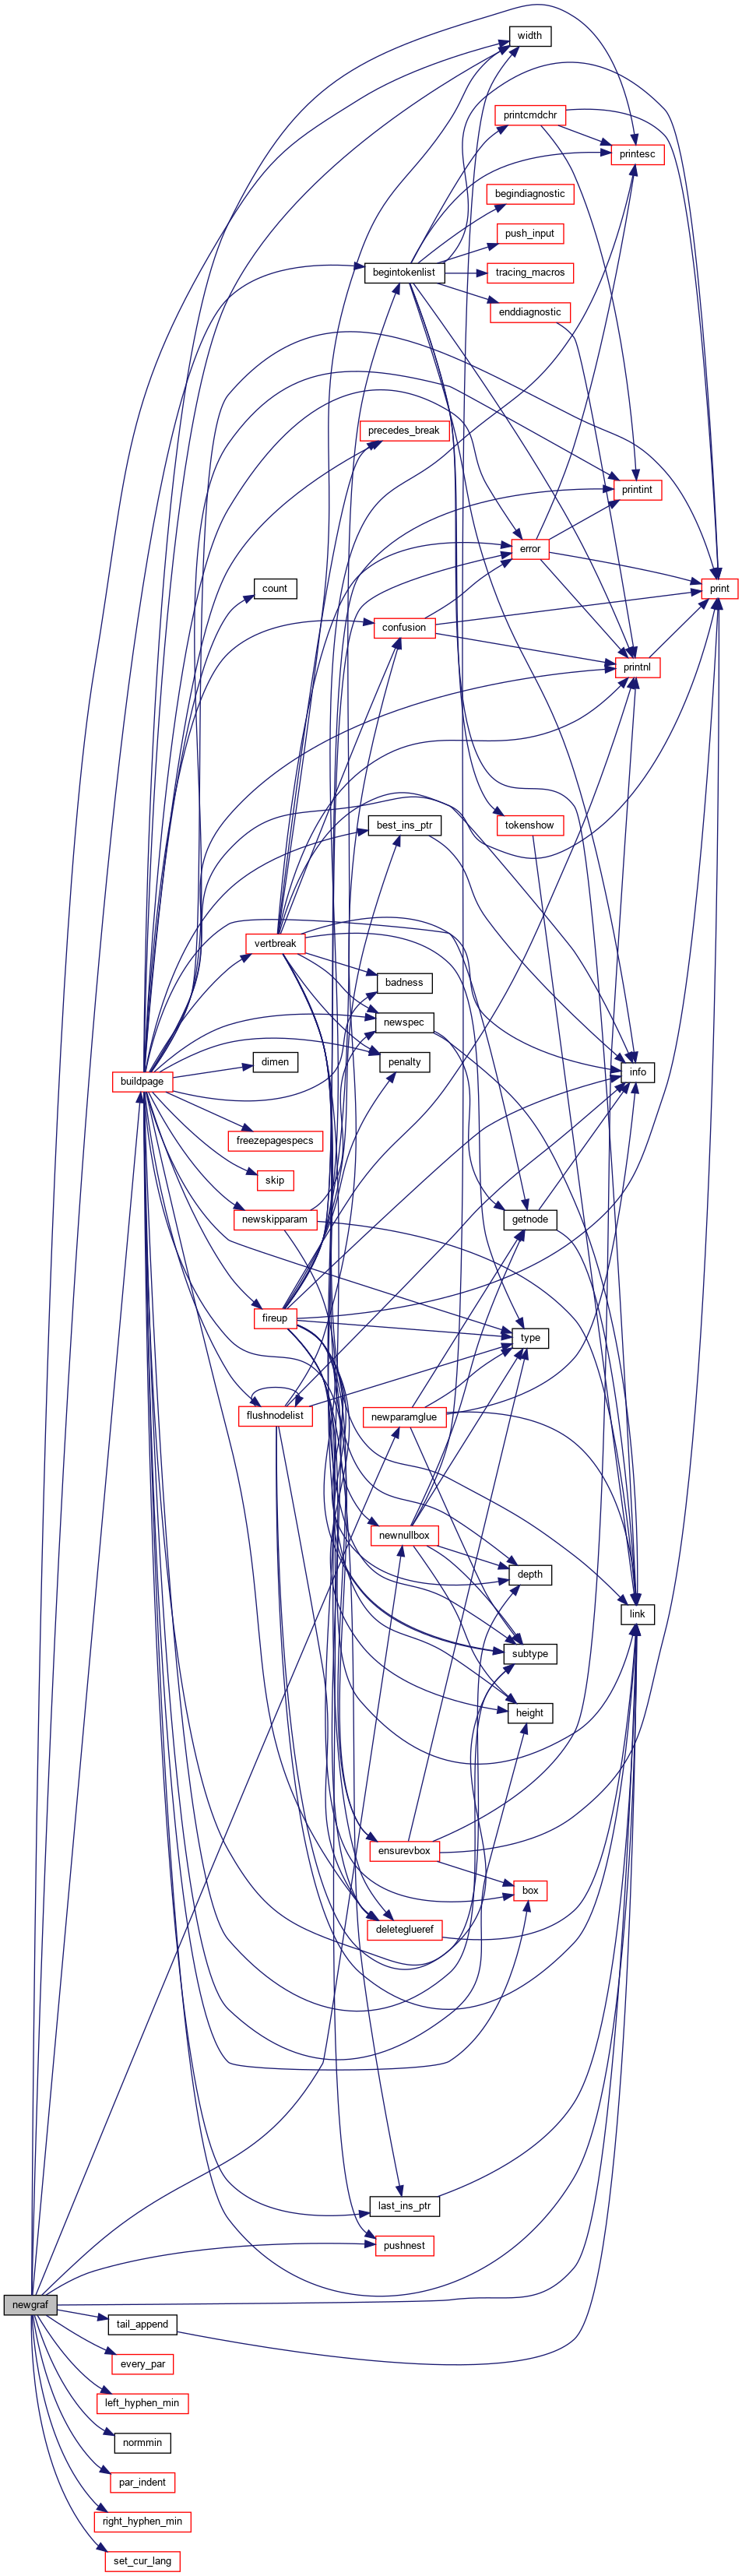 width
printcmdchr
printesc
begindiagnostic
push_input
begintokenlist
tracing_macros
enddiagnostic
precedes_break
printint
error
count
print
confusion
printnl
best_ins_ptr
tokenshow
vertbreak
badness
newspec
dimen
penalty
info
buildpage
freezepagespecs
skip
newskipparam
getnode
fireup
type
flushnodelist
newparamglue
newnullbox
depth
link
subtype
height
ensurevbox
box
deleteglueref
last_ins_ptr
pushnest
newgraf
tail_append
every_par
left_hyphen_min
normmin
par_indent
right_hyphen_min
set_cur_lang